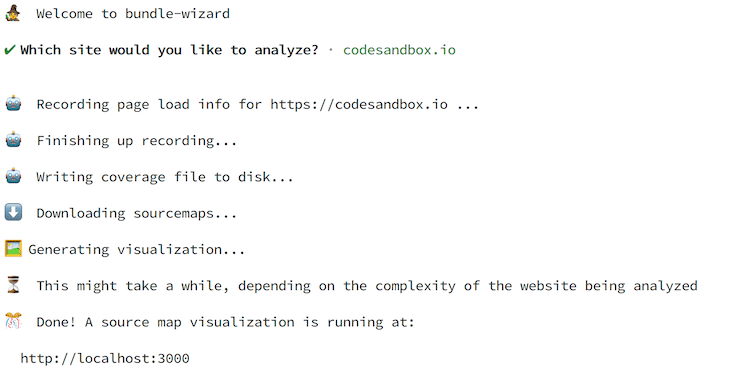 Welcome to bundle-wizard
✔ Which site would you like to analyze? · codesandbox.io
Recording page load info for https://codesandbox.io ...
Finishing up recording...
Writing coverage file to disk...
Downloading sourcemaps...
Generating visualization...
This might take a while, depending on the complexity of the website being analyzed
Done! A source map visualization is running at:
http://localhost:3000